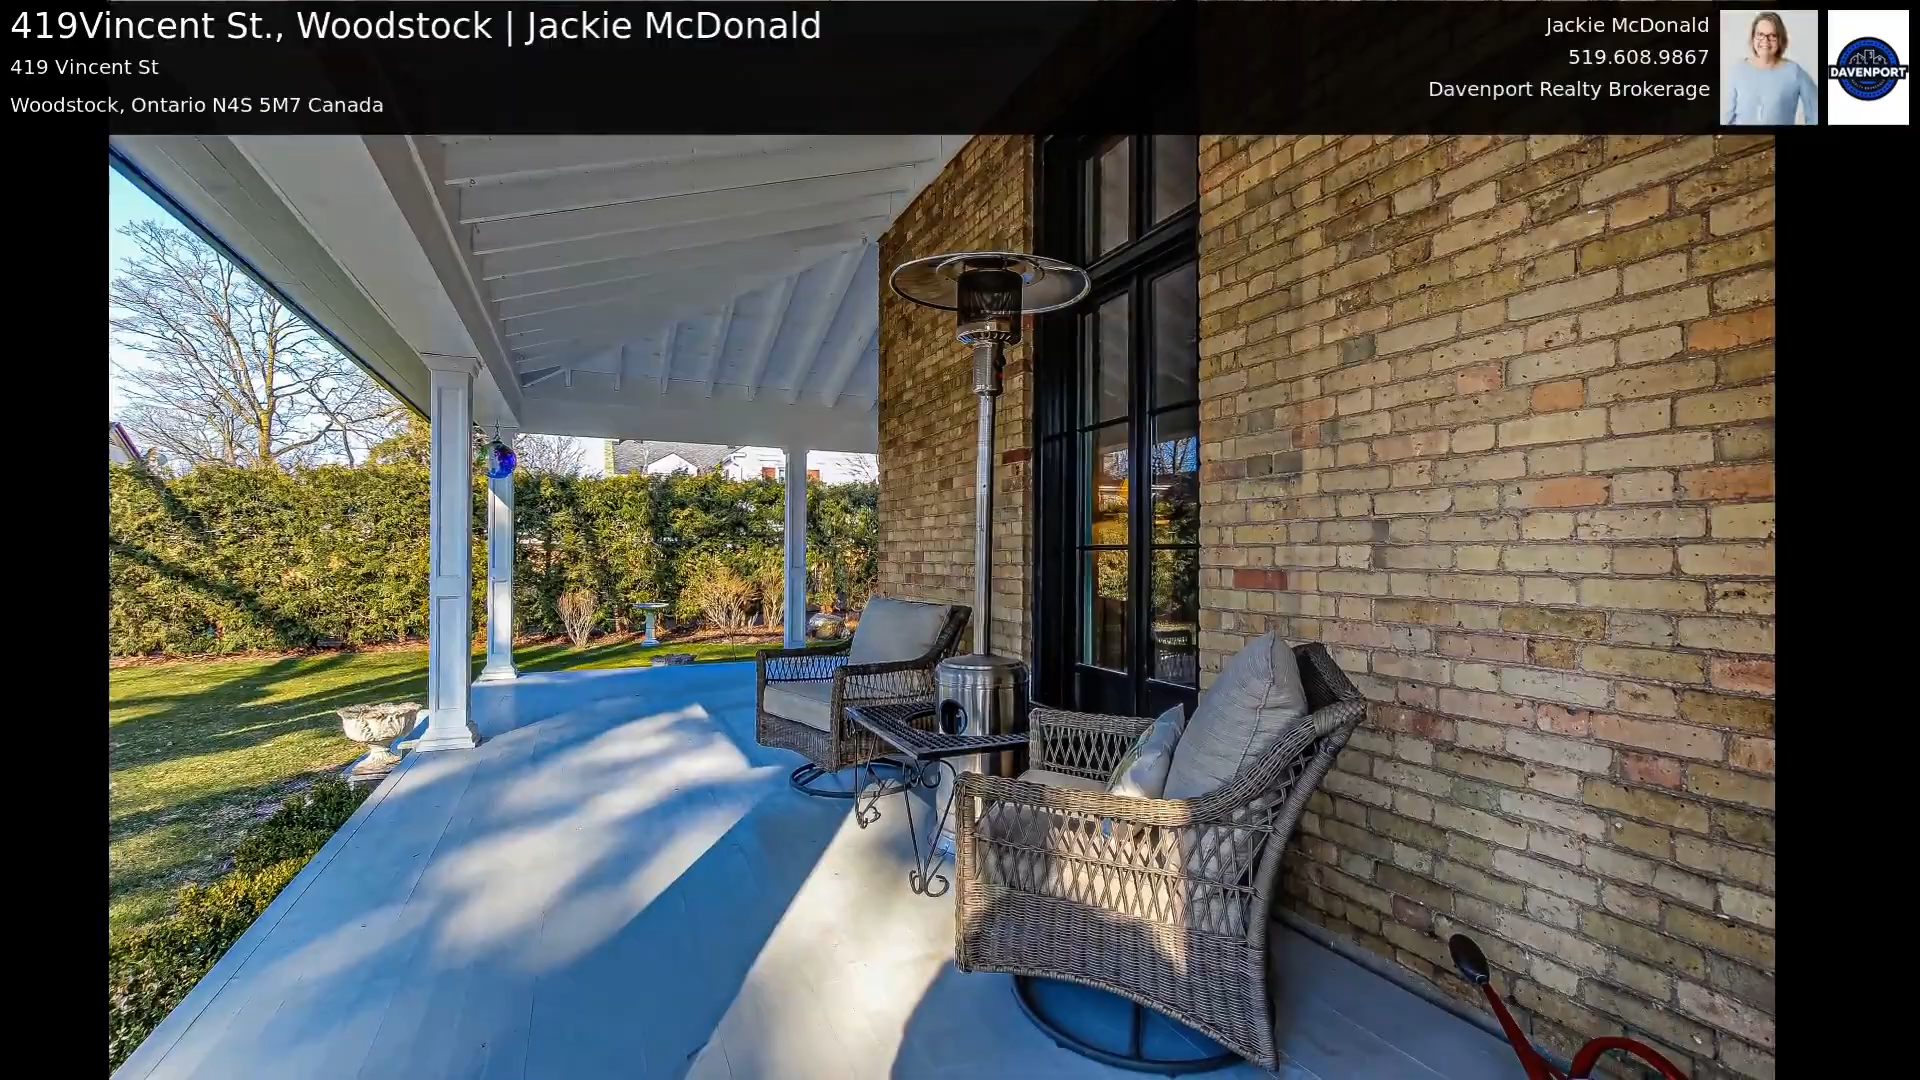 419Vincent St., Woodstock | Jackie McDonald
419 Vincent St
Woodstock, Ontario N4S 5M7 Canada
Jackie McDonald
519.608.9867
Davenport Realty Brokerage
DAVENPORT